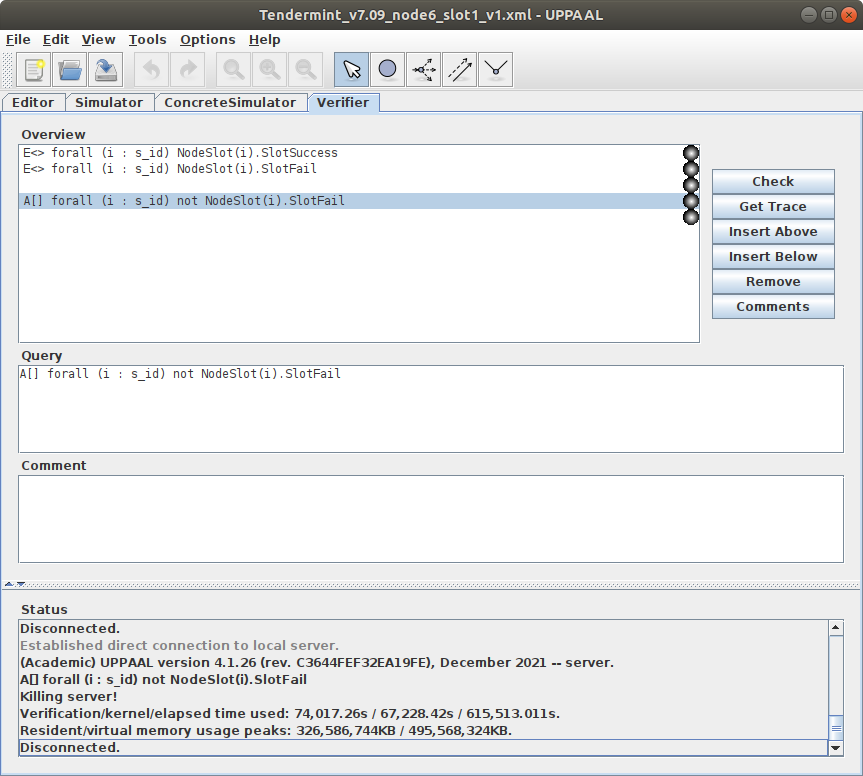 Tendermint_v7.09_node6_slot1_v1.xml - UPPAAL
File Edit View Tools Options Help
Editor Simulator ConcreteSimulator Verifier
Overview
E<> forall (i : s_id) NodeSlot(i).SlotSuccess
E<> forall (i : s_id) NodeSlot(i).SlotFail
A[] forall (i : s_id) not NodeSlot(i).SlotFail
Check
Get Trace
Insert Above
Insert Below
Remove
Comments
Query
A[] forall (i : s_id) not NodeSlot(i).SlotFail
Comment
Status
Disconnected.
Established direct connection to local server.
(Academic) UPPAAL version 4.1.26 (rev. C3644FEF32EA19FE), December 2021 -- server.
A[] forall (i : s_id) not NodeSlot(i).SlotFail
Killing server!
Verification/kernel/elapsed time used: 74,017.26s / 67,228.42s / 615,513.011s.
Resident/virtual memory usage peaks: 326,586,744KB / 495,568,324KB.
Disconnected.